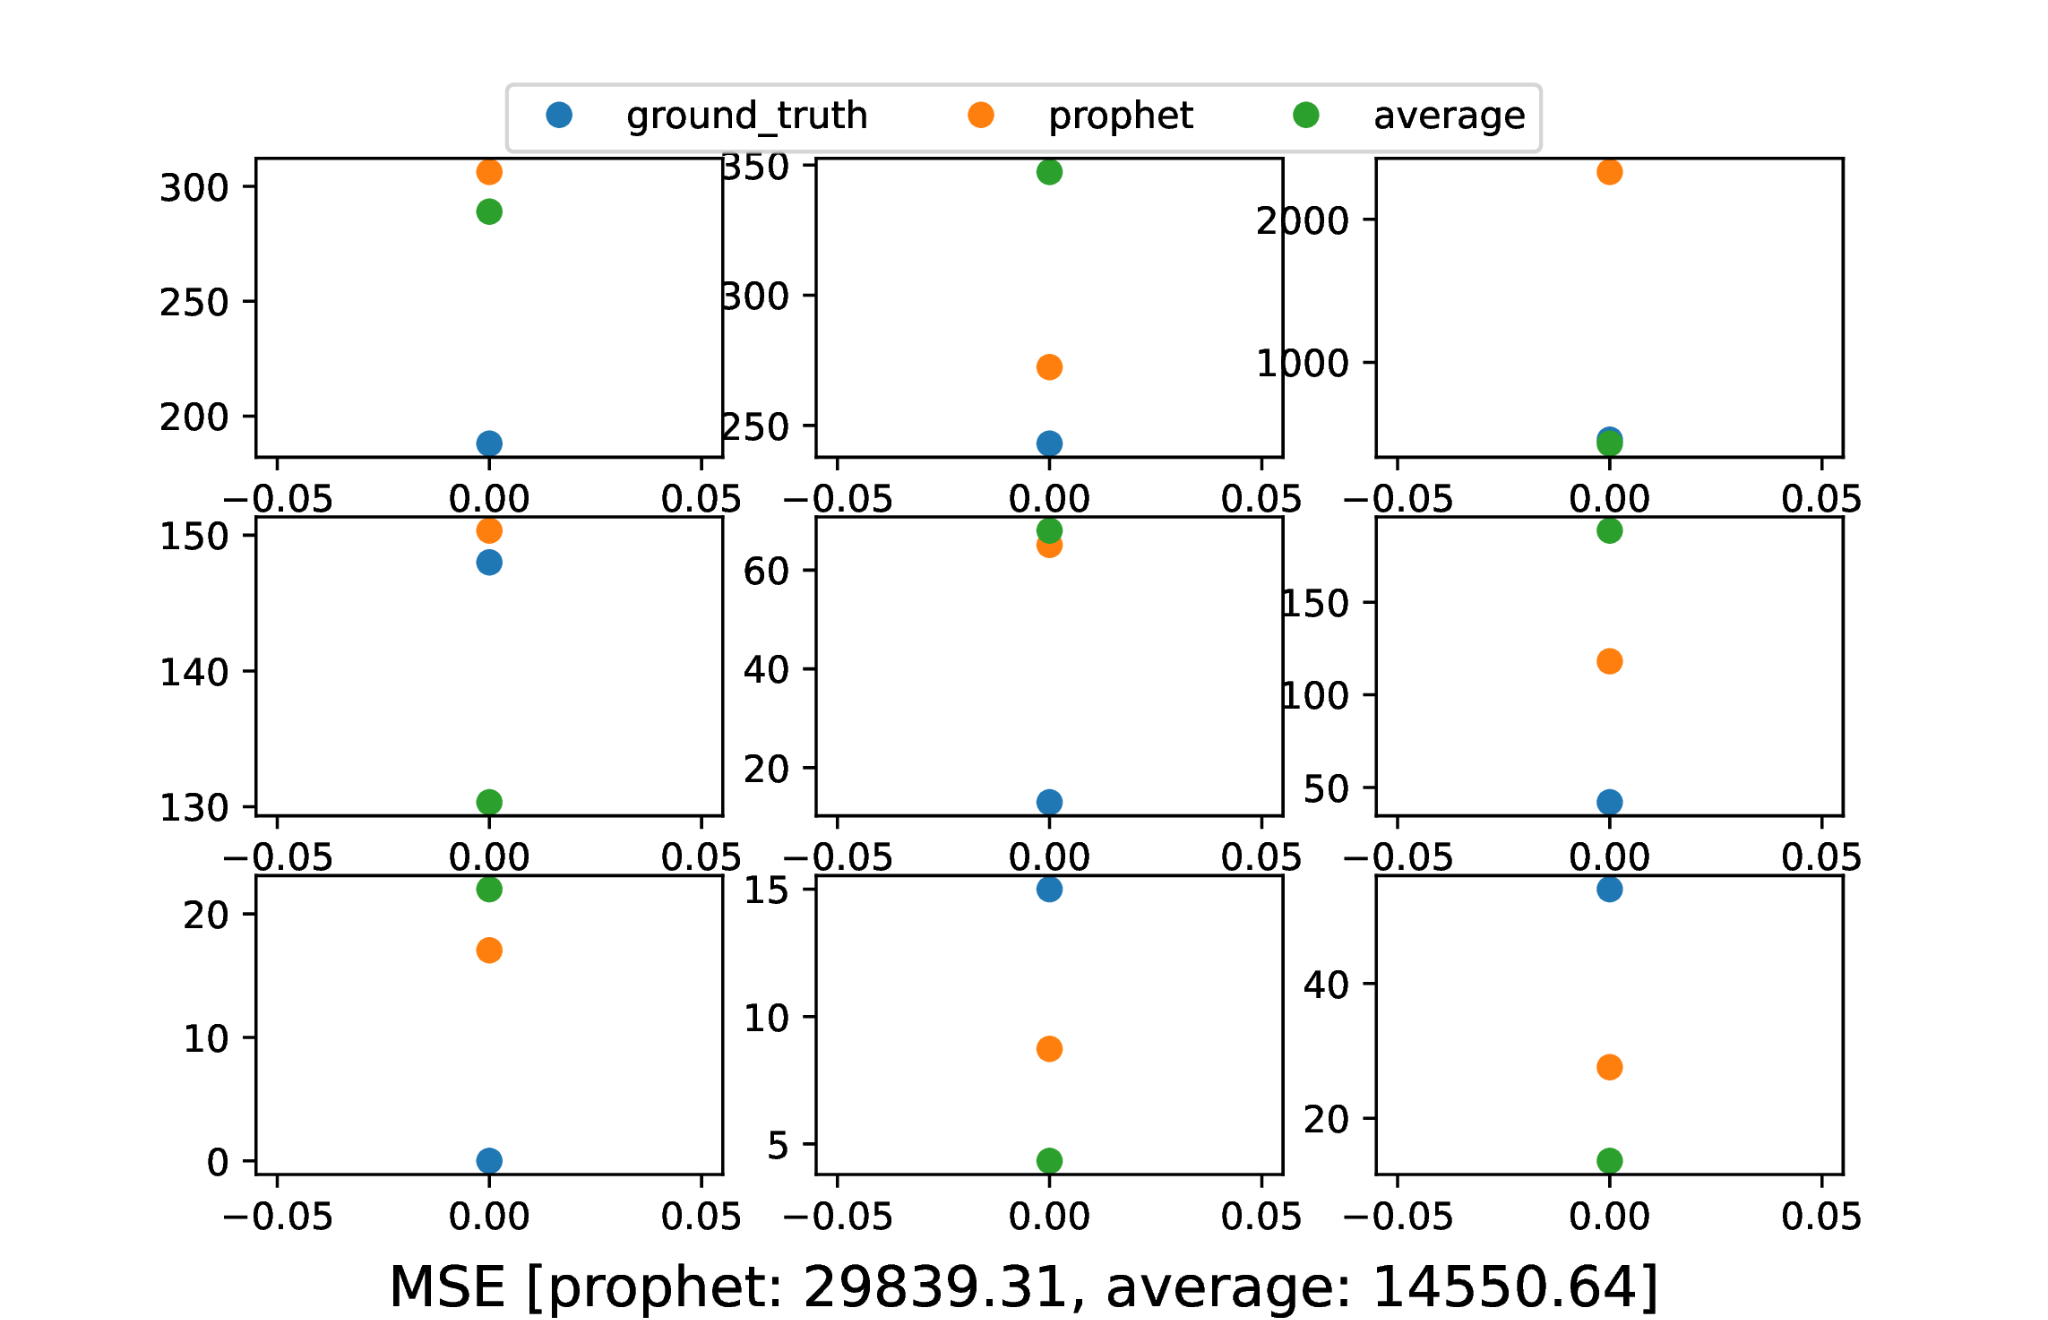 ground_truth prophet average
300 350 2000
250 300 1000
200 250
−0.05 0.00 0.05 −0.05 0.00 0.05 −0.05 0.00 0.05
150 60 150
140 40 100
130 20 50
−0.05 0.00 0.05 −0.05 0.00 0.05 −0.05 0.00 0.05
20 15 40
10 10 20
0 5
−0.05 0.00 0.05 −0.05 0.00 0.05 −0.05 0.00 0.05
MSE [prophet: 29839.31, average: 14550.64]